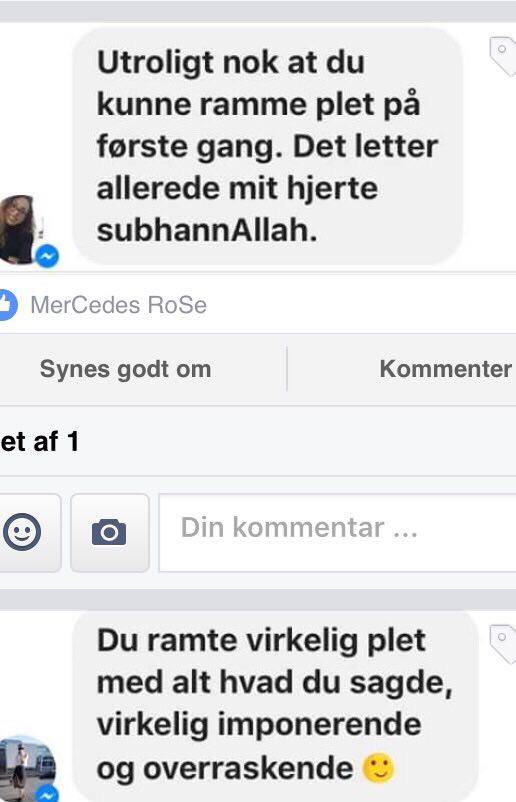 Utroligt nok at du
kunne ramme plet på
første gang. Det letter
allerede mit hjerte
subhannAllah.
MerCedes RoSe
Synes godt om
Kommenter
et af 1
Din kommentar ...
Du ramte virkelig plet
med alt hvad du sagde,
virkelig imponerende
og overraskende 🙂